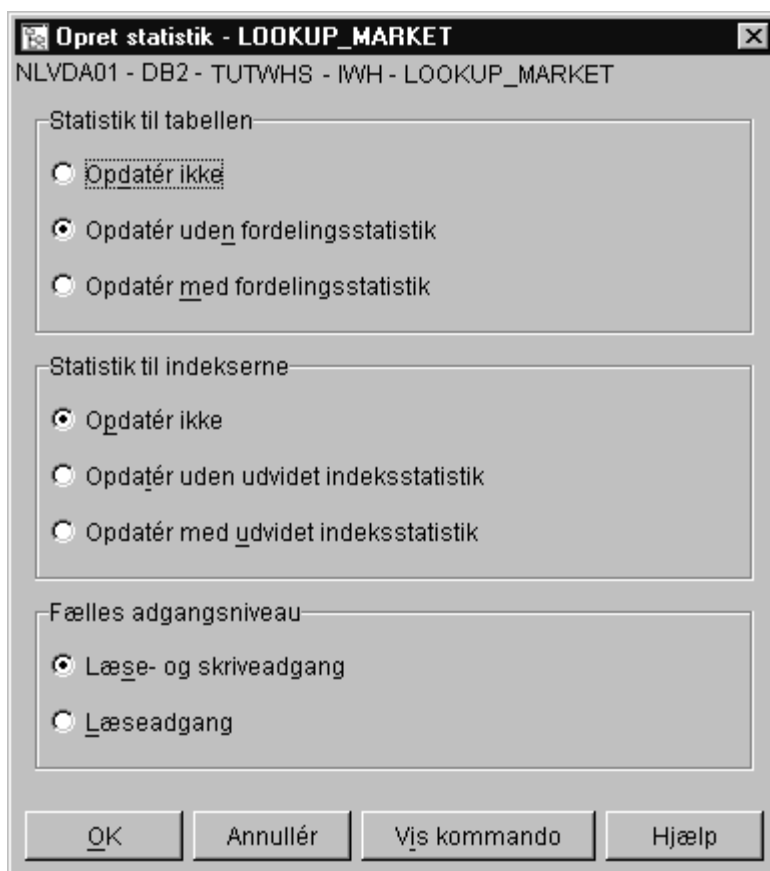 Opret statistik - LOOKUP_MARKET
NLVDA01 - DB2 - TUTWHS - IWH - LOOKUP_MARKET
Statistik til tabellen
Opdatér ikke
Opdatér uden fordelingsstatistik
Opdatér med fordelingsstatistik
Statistik til indekserne
Opdatér ikke
Opdatér uden udvidet indeksstatistik
Opdatér med udvidet indeksstatistik
Fælles adgangsniveau
Læse- og skriveadgang
Læseadgang
OK Annullér Vis kommando Hjælp